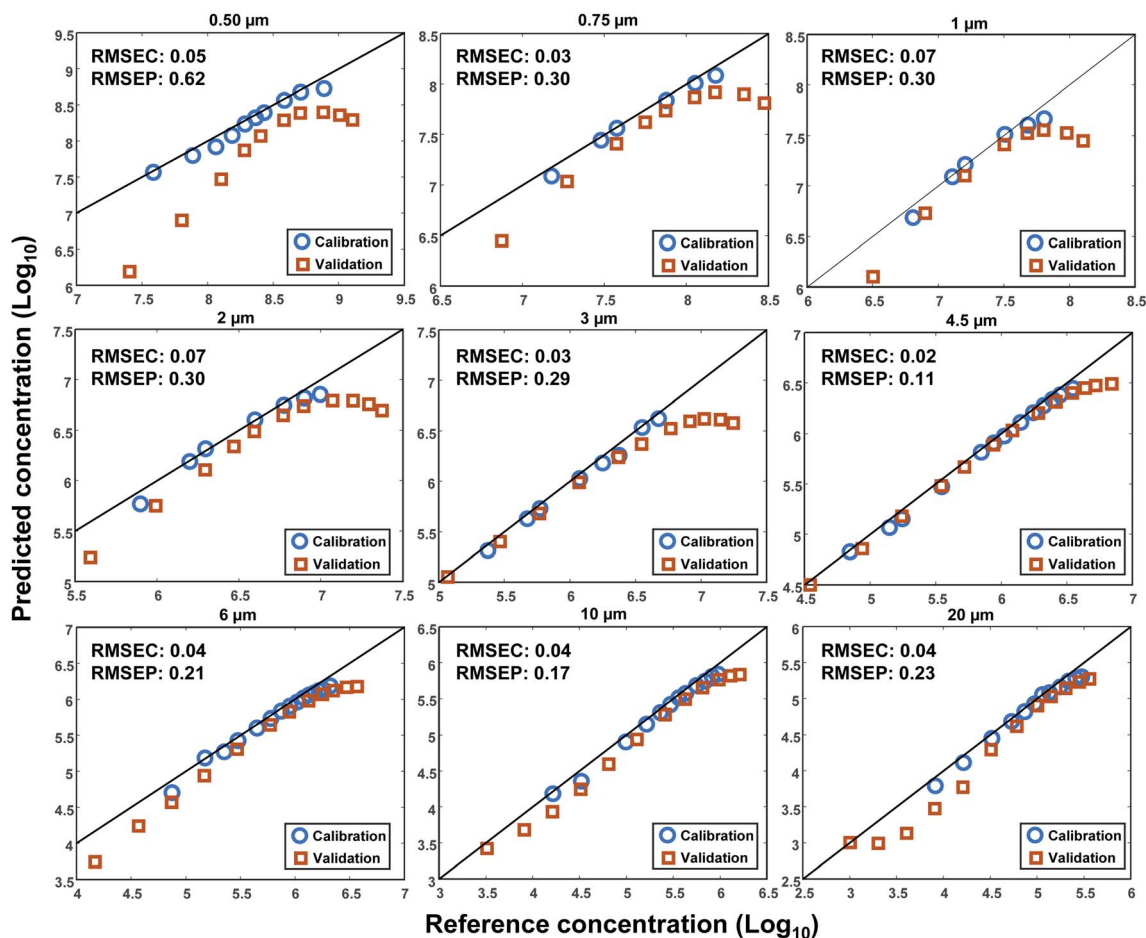 0.50 µm
RMSEC: 0.05
RMSEP: 0.62
9.5
9
8.5
8
7.5
7
6.5
6
7 7.5 8 8.5 9 9.5
Calibration
Validation
0.75 µm
RMSEC: 0.03
RMSEP: 0.30
8.5
8
7.5
7
6.5
6
6.5 7 7.5 8 8.5
Calibration
Validation
1 µm
RMSEC: 0.07
RMSEP: 0.30
8.5
8
7.5
7
6.5
6
6 6.5 7 7.5 8 8.5
Calibration
Validation
Predicted concentration (Log10)
2 µm
RMSEC: 0.07
RMSEP: 0.30
7.5
7
6.5
6
5.5
5
5.5 6 6.5 7 7.5
Calibration
Validation
3 µm
RMSEC: 0.03
RMSEP: 0.29
7.5
7
6.5
6
5.5
5
5 5.5 6 6.5 7 7.5
Calibration
Validation
4.5 µm
RMSEC: 0.02
RMSEP: 0.11
7
6.5
6
5.5
5
4.5
4.5 5 5.5 6 6.5 7
Calibration
Validation
6 µm
RMSEC: 0.04
RMSEP: 0.21
7
6.5
6
5.5
5
4.5
4
3.5
4 4.5 5 5.5 6 6.5 7
Calibration
Validation
10 µm
RMSEC: 0.04
RMSEP: 0.17
6.5
6
5.5
5
4.5
4
3.5
3
3 3.5 4 4.5 5 5.5 6 6.5
Calibration
Validation
20 µm
RMSEC: 0.04
RMSEP: 0.23
6
5.5
5
4.5
4
3.5
3
2.5
2.5 3 3.5 4 4.5 5 5.5 6
Calibration
Validation
Reference concentration (Log10)